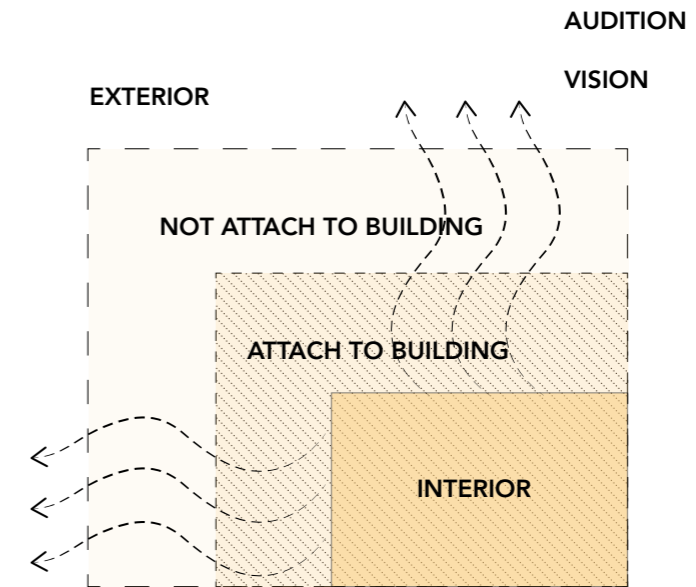 AUDITION
VISION
EXTERIOR
NOT ATTACH TO BUILDING
ATTACH TO BUILDING
INTERIOR